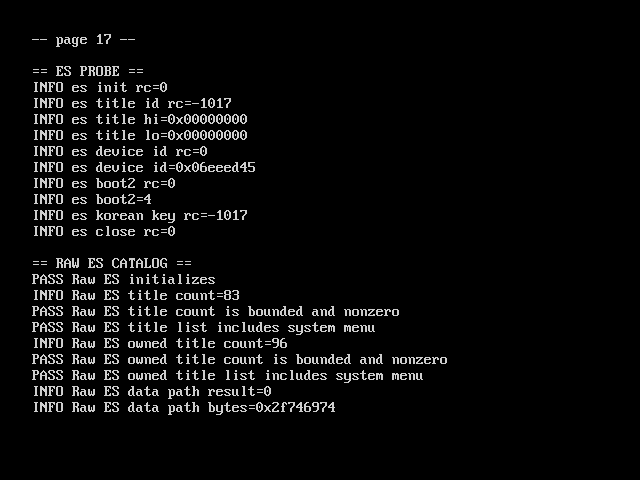 -- page 17 --
== ES PROBE ==
INFO es init rc=0
INFO es title id rc=-1017
INFO es title hi=0x00000000
INFO es title lo=0x00000000
INFO es device id rc=0
INFO es device id=0x06eeed45
INFO es boot2 rc=0
INFO es boot2=4
INFO es korean key rc=-1017
INFO es close rc=0
== RAW ES CATALOG ==
PASS Raw ES initializes
INFO Raw ES title count=83
PASS Raw ES title count is bounded and nonzero
PASS Raw ES title list includes system menu
INFO Raw ES owned title count=96
PASS Raw ES owned title count is bounded and nonzero
PASS Raw ES owned title list includes system menu
INFO Raw ES data path result=0
INFO Raw ES data path bytes=0x2f746974